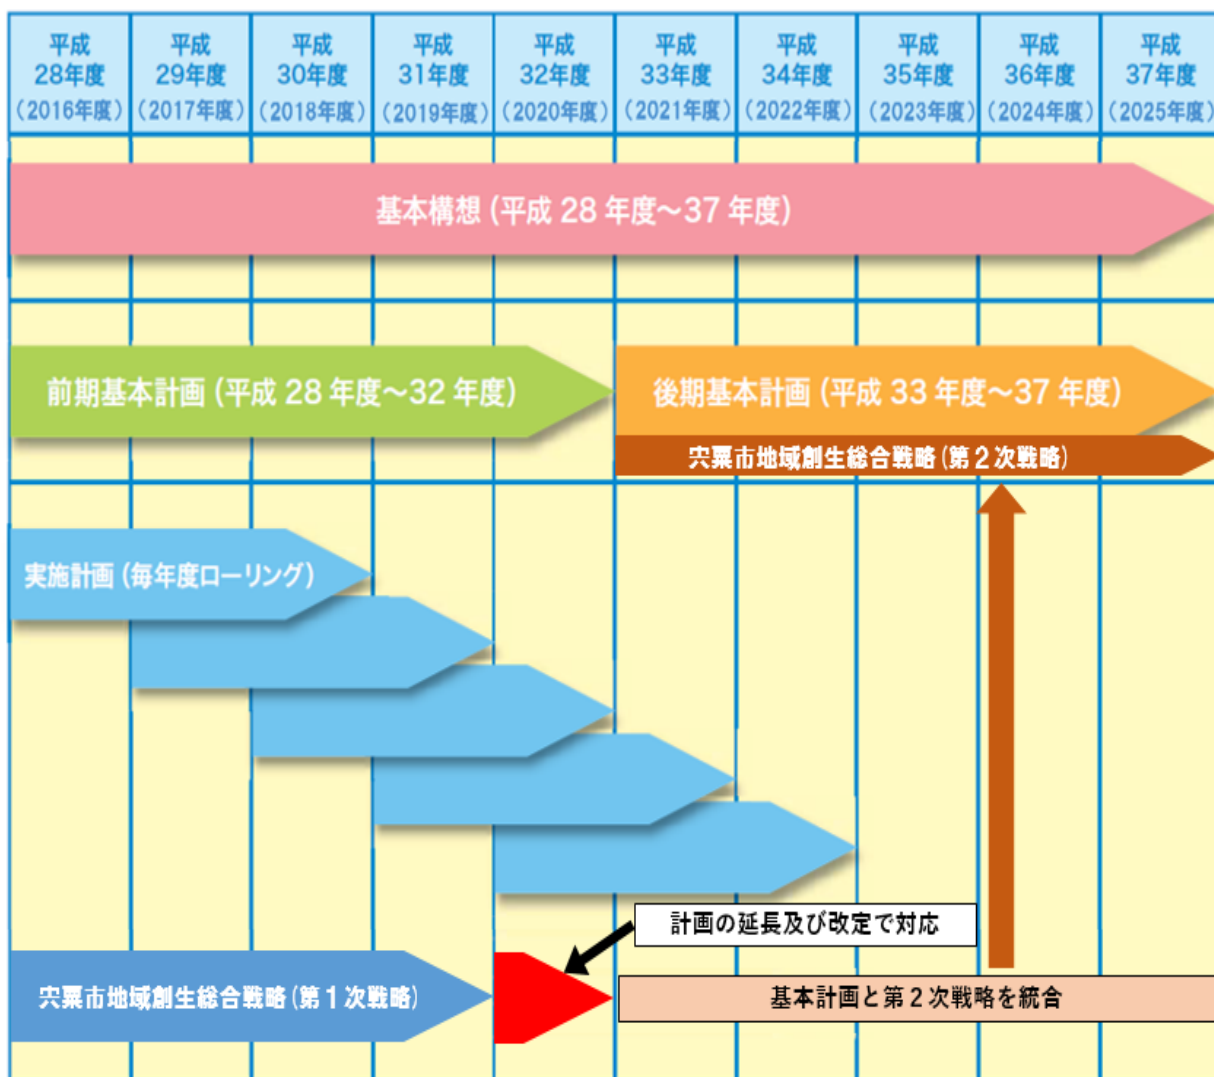 平成
28年度
(2016年度)
平成
29年度
(2017年度)
平成
30年度
(2018年度)
平成
31年度
(2019年度)
平成
32年度
(2020年度)
平成
33年度
(2021年度)
平成
34年度
(2022年度)
平成
35年度
(2023年度)
平成
36年度
(2024年度)
平成
37年度
(2025年度)
基本構想 (平成 28 年度～37 年度)
前期基本計画 (平成 28 年度～32 年度)
後期基本計画 (平成 33 年度～37 年度)
宍粟市地域創生総合戦略(第２次戦略)
実施計画 (毎年度ローリング)
計画の延長及び改定で対応
宍粟市地域創生総合戦略(第１次戦略)
基本計画と第２次戦略を統合